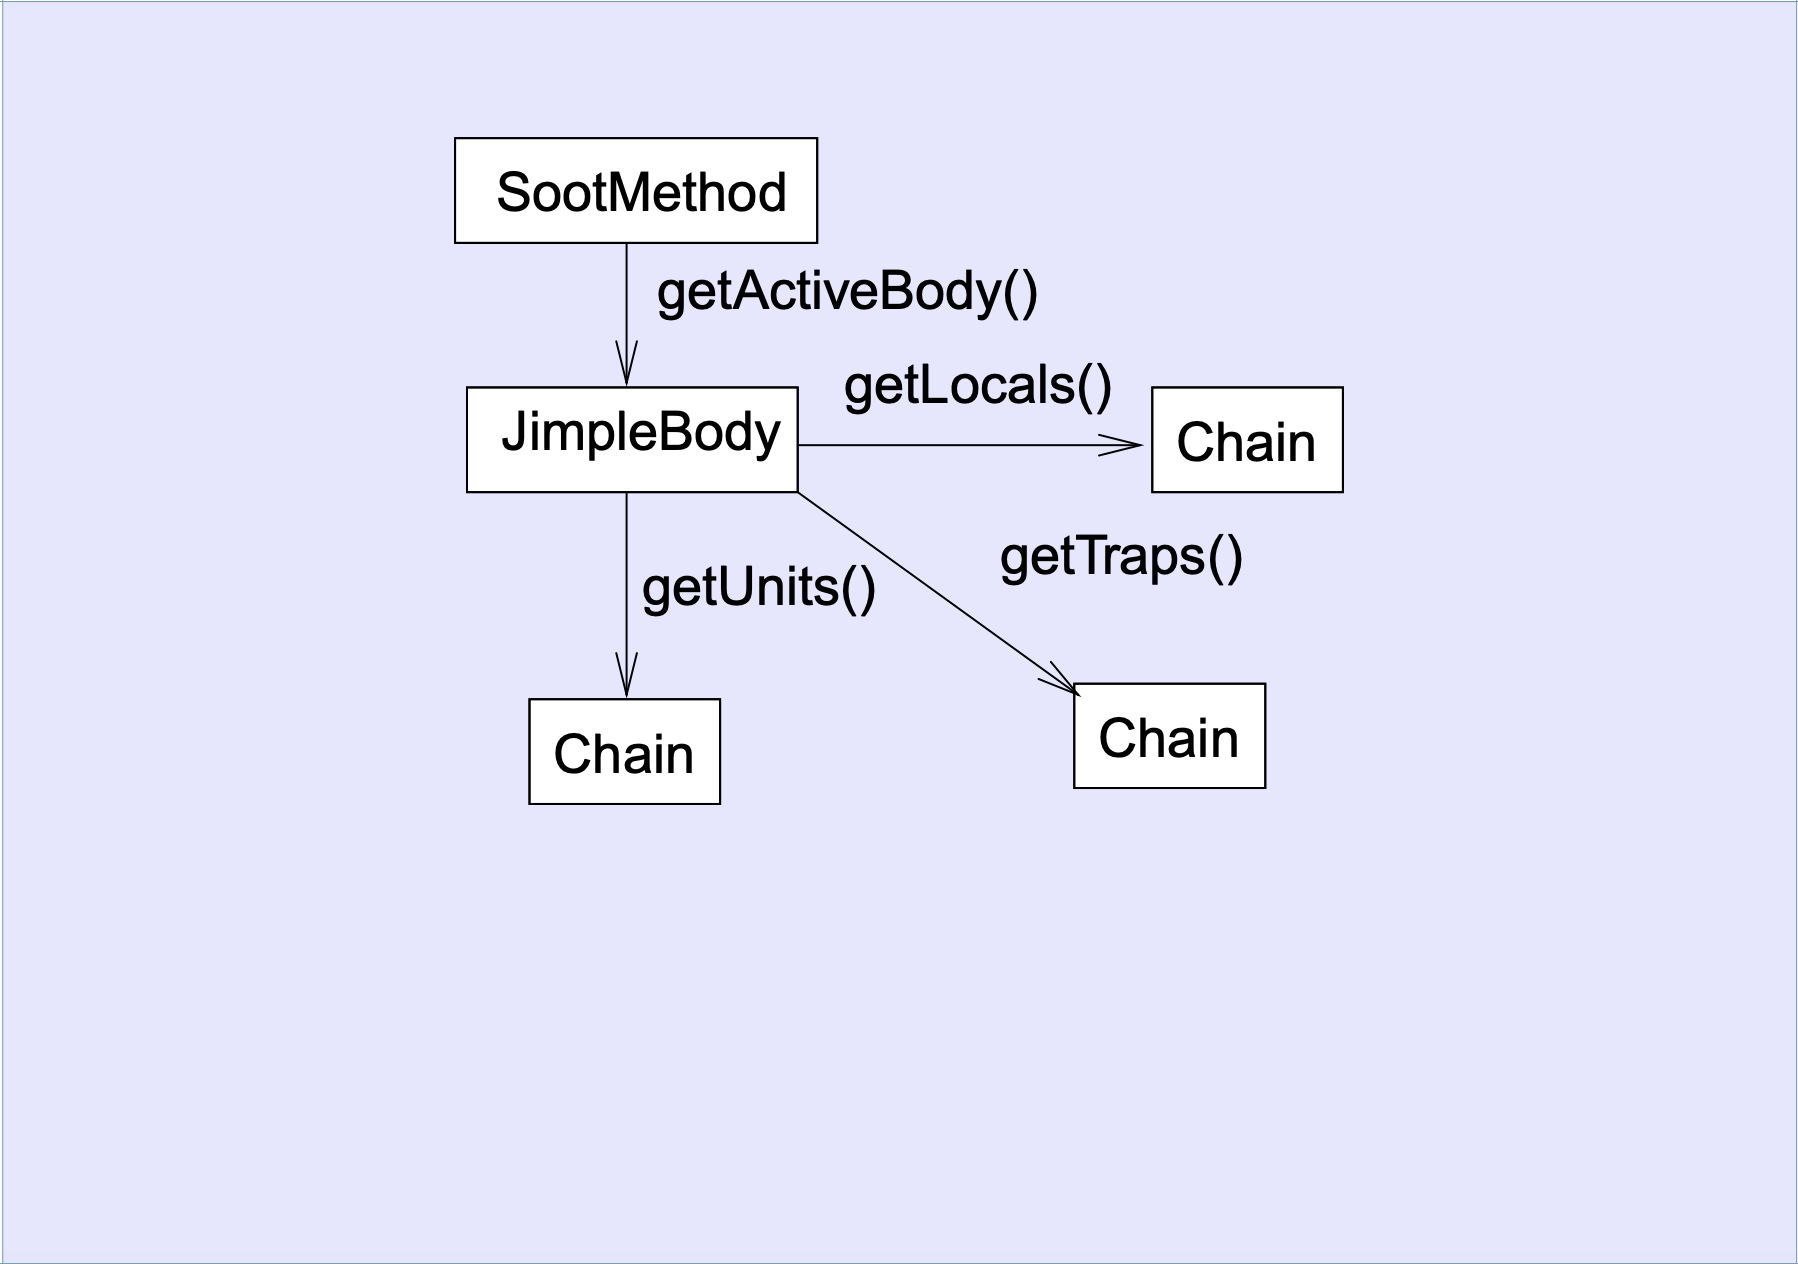 SootMethod
getActiveBody()
getLocals()
JimpleBody
Chain
getTraps()
getUnits()
Chain
Chain